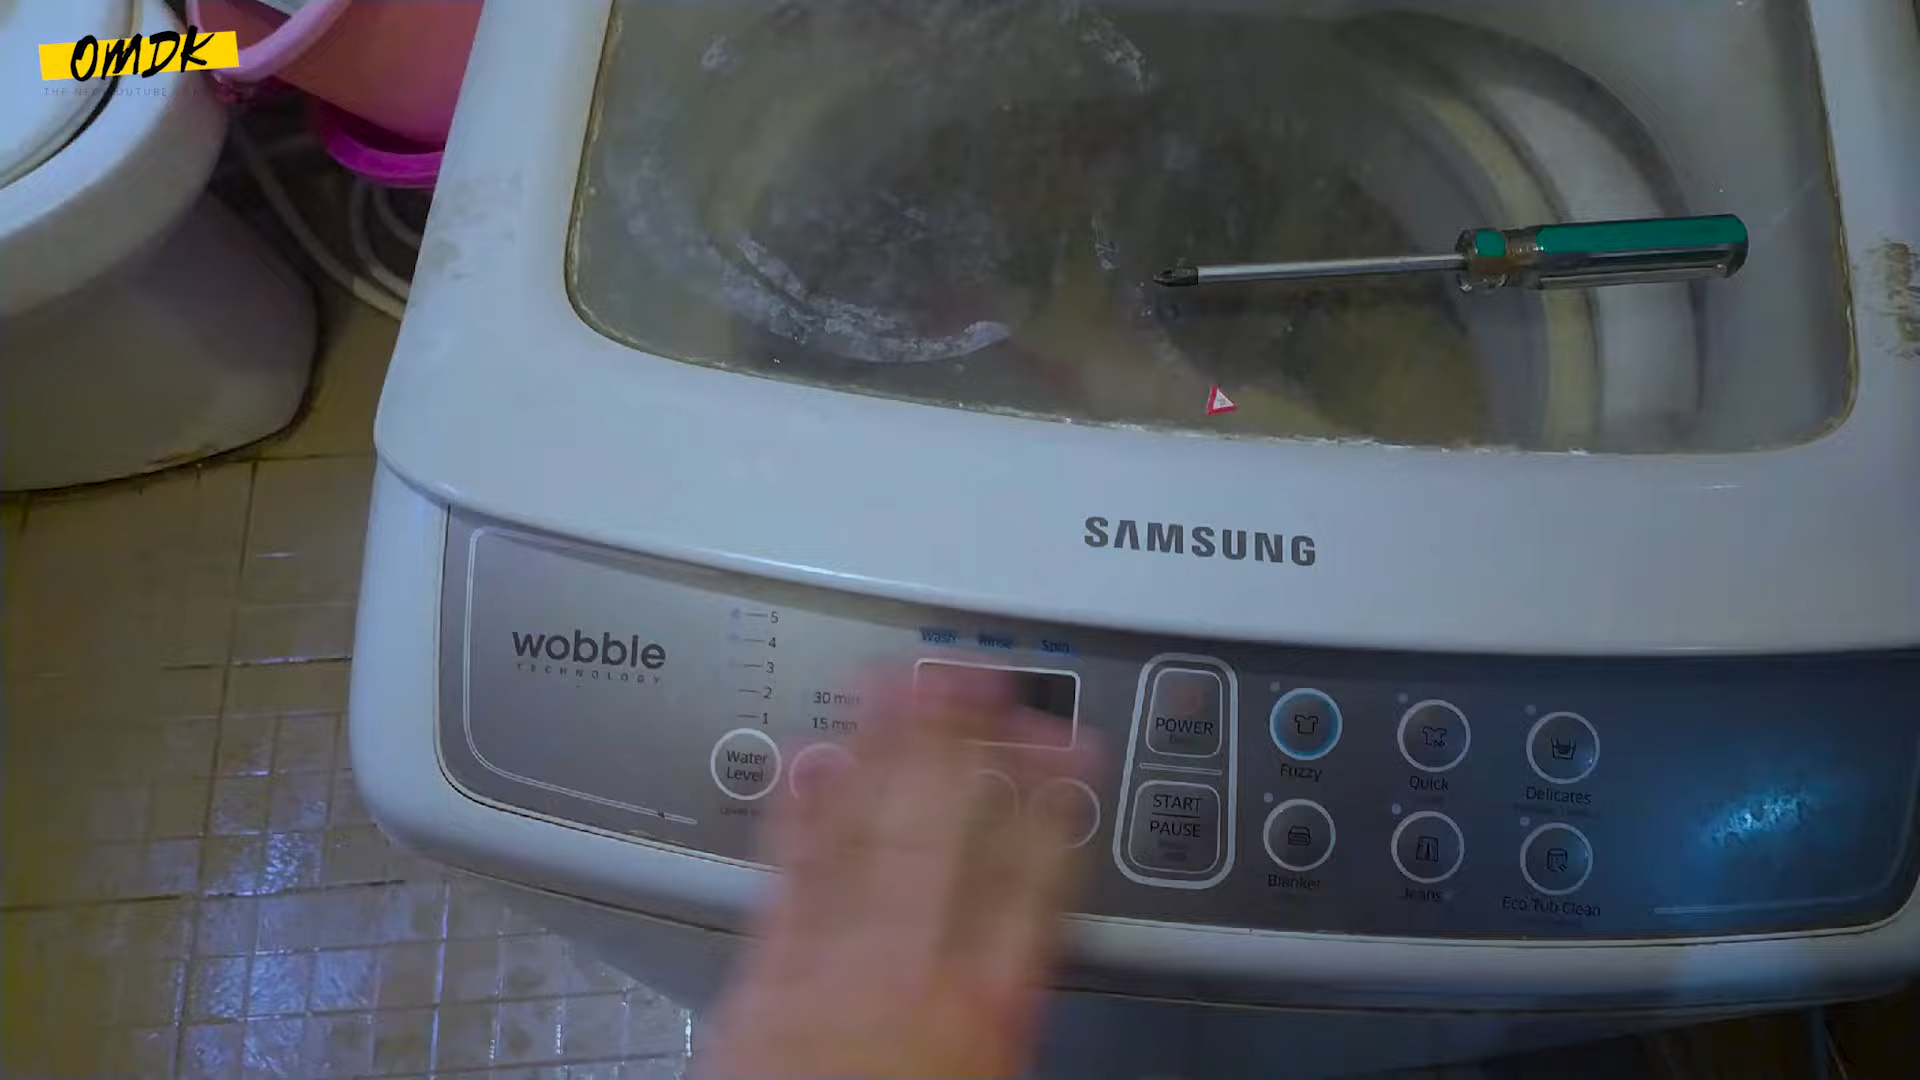 OMDK
SAMSUNG
wobble
TECHNOLOGY
5
4
3
2
1
30 min
15 min
Water
Level
Wash
Rinse
Spin
POWER
START
PAUSE
Fuzzy
Quick
Delicates
Blanket
Jeans
Eco Tub Clean